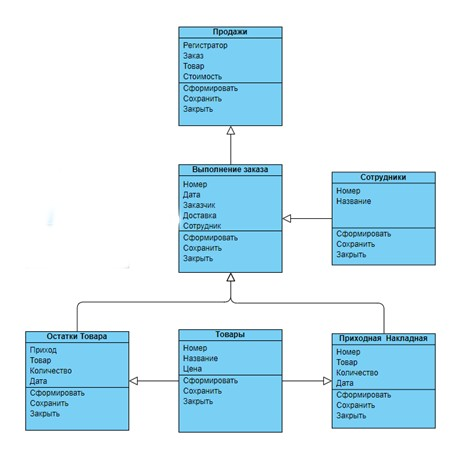 Продажи
Регистратор
Заказ
Товар
Стоимость
Сформировать
Сохранить
Закрыть
Выполнение заказа
Номер
Дата
Заказчик
Доставка
Сотрудник
Сформировать
Сохранить
Закрыть
Сотрудники
Номер
Название
Сформировать
Сохранить
Закрыть
Остатки Товара
Приход
Товар
Количество
Дата
Сформировать
Сохранить
Закрыть
Товары
Номер
Название
Цена
Сформировать
Сохранить
Закрыть
Приходная Накладная
Номер
Товар
Количество
Дата
Сформировать
Сохранить
Закрыть